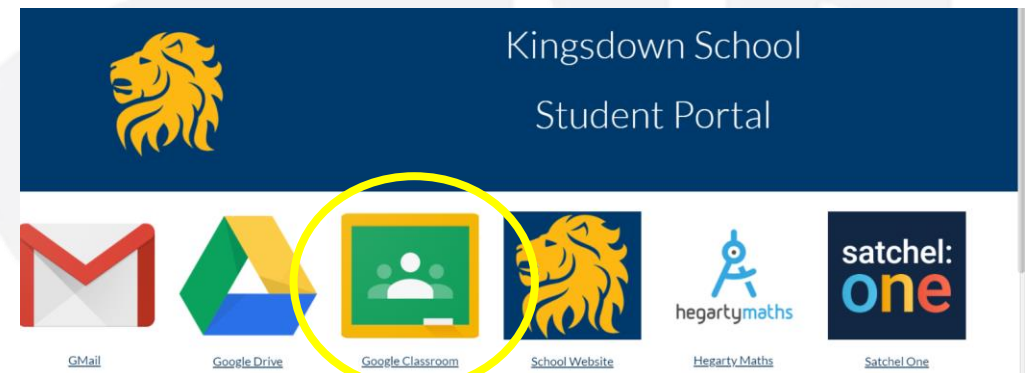 Kingsdown School
Student Portal
satchel:
one
hegartymaths
GMail
Google Drive
Google Classroom
School Website
Hegarty Maths
Satchel One